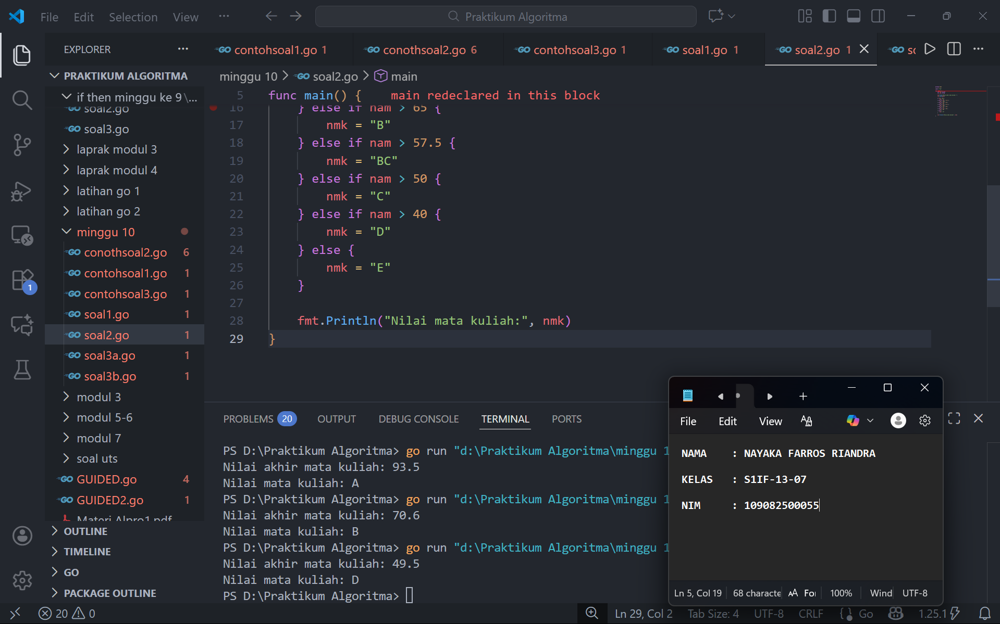 File Edit Selection View ··· Praktikum Algoritma
EXPLORER ···
PRAKTIKUM ALGORITMA
if then minggu ke 9\...
soal2.go
soal3.go
laprak modul 3
laprak modul 4
latihan go 1
latihan go 2
minggu 10
conothsoal2.go 6
contohsoal1.go 1
contohsoal3.go 1
soal1.go 1
soal2.go 1
soal3a.go 1
soal3b.go 1
modul 3
modul 5-6
modul 7
soal uts
GUIDED.go 4
GUIDED2.go 1
Materi Alpro1.pdf
OUTLINE
TIMELINE
GO
PACKAGE OUTLINE
1
contohsoal1.go 1 conothsoal2.go 6 contohsoal3.go 1 soal1.go 1 soal2.go 1 so
minggu 10 > soal2.go > main
5 func main() { main redeclared in this block
16 } else if nam > 65 {
17 nmk = "B"
18 } else if nam > 57.5 {
19 nmk = "BC"
20 } else if nam > 50 {
21 nmk = "C"
22 } else if nam > 40 {
23 nmk = "D"
24 } else {
25 nmk = "E"
26 }
27
28 fmt.Println("Nilai mata kuliah:", nmk)
29 }
PROBLEMS 20 OUTPUT DEBUG CONSOLE TERMINAL PORTS
PS D:\Praktikum Algoritma> go run "d:\Praktikum Algoritma\minggu 1
Nilai akhir mata kuliah: 93.5
Nilai mata kuliah: A
PS D:\Praktikum Algoritma> go run "d:\Praktikum Algoritma\minggu 1
Nilai akhir mata kuliah: 70.6
Nilai mata kuliah: B
PS D:\Praktikum Algoritma> go run "d:\Praktikum Algoritma\minggu 1
Nilai akhir mata kuliah: 49.5
Nilai mata kuliah: D
PS D:\Praktikum Algoritma>
File Edit View
NAMA : NAYAKA FARROS RIANDRA
KELAS : S1IF-13-07
NIM : 109082500055
Ln 5, Col 19 68 characte For 100% Wind UTF-8
20 0 Ln 29, Col 2 Tab Size: 4 UTF-8 CRLF {} Go 1.25.1